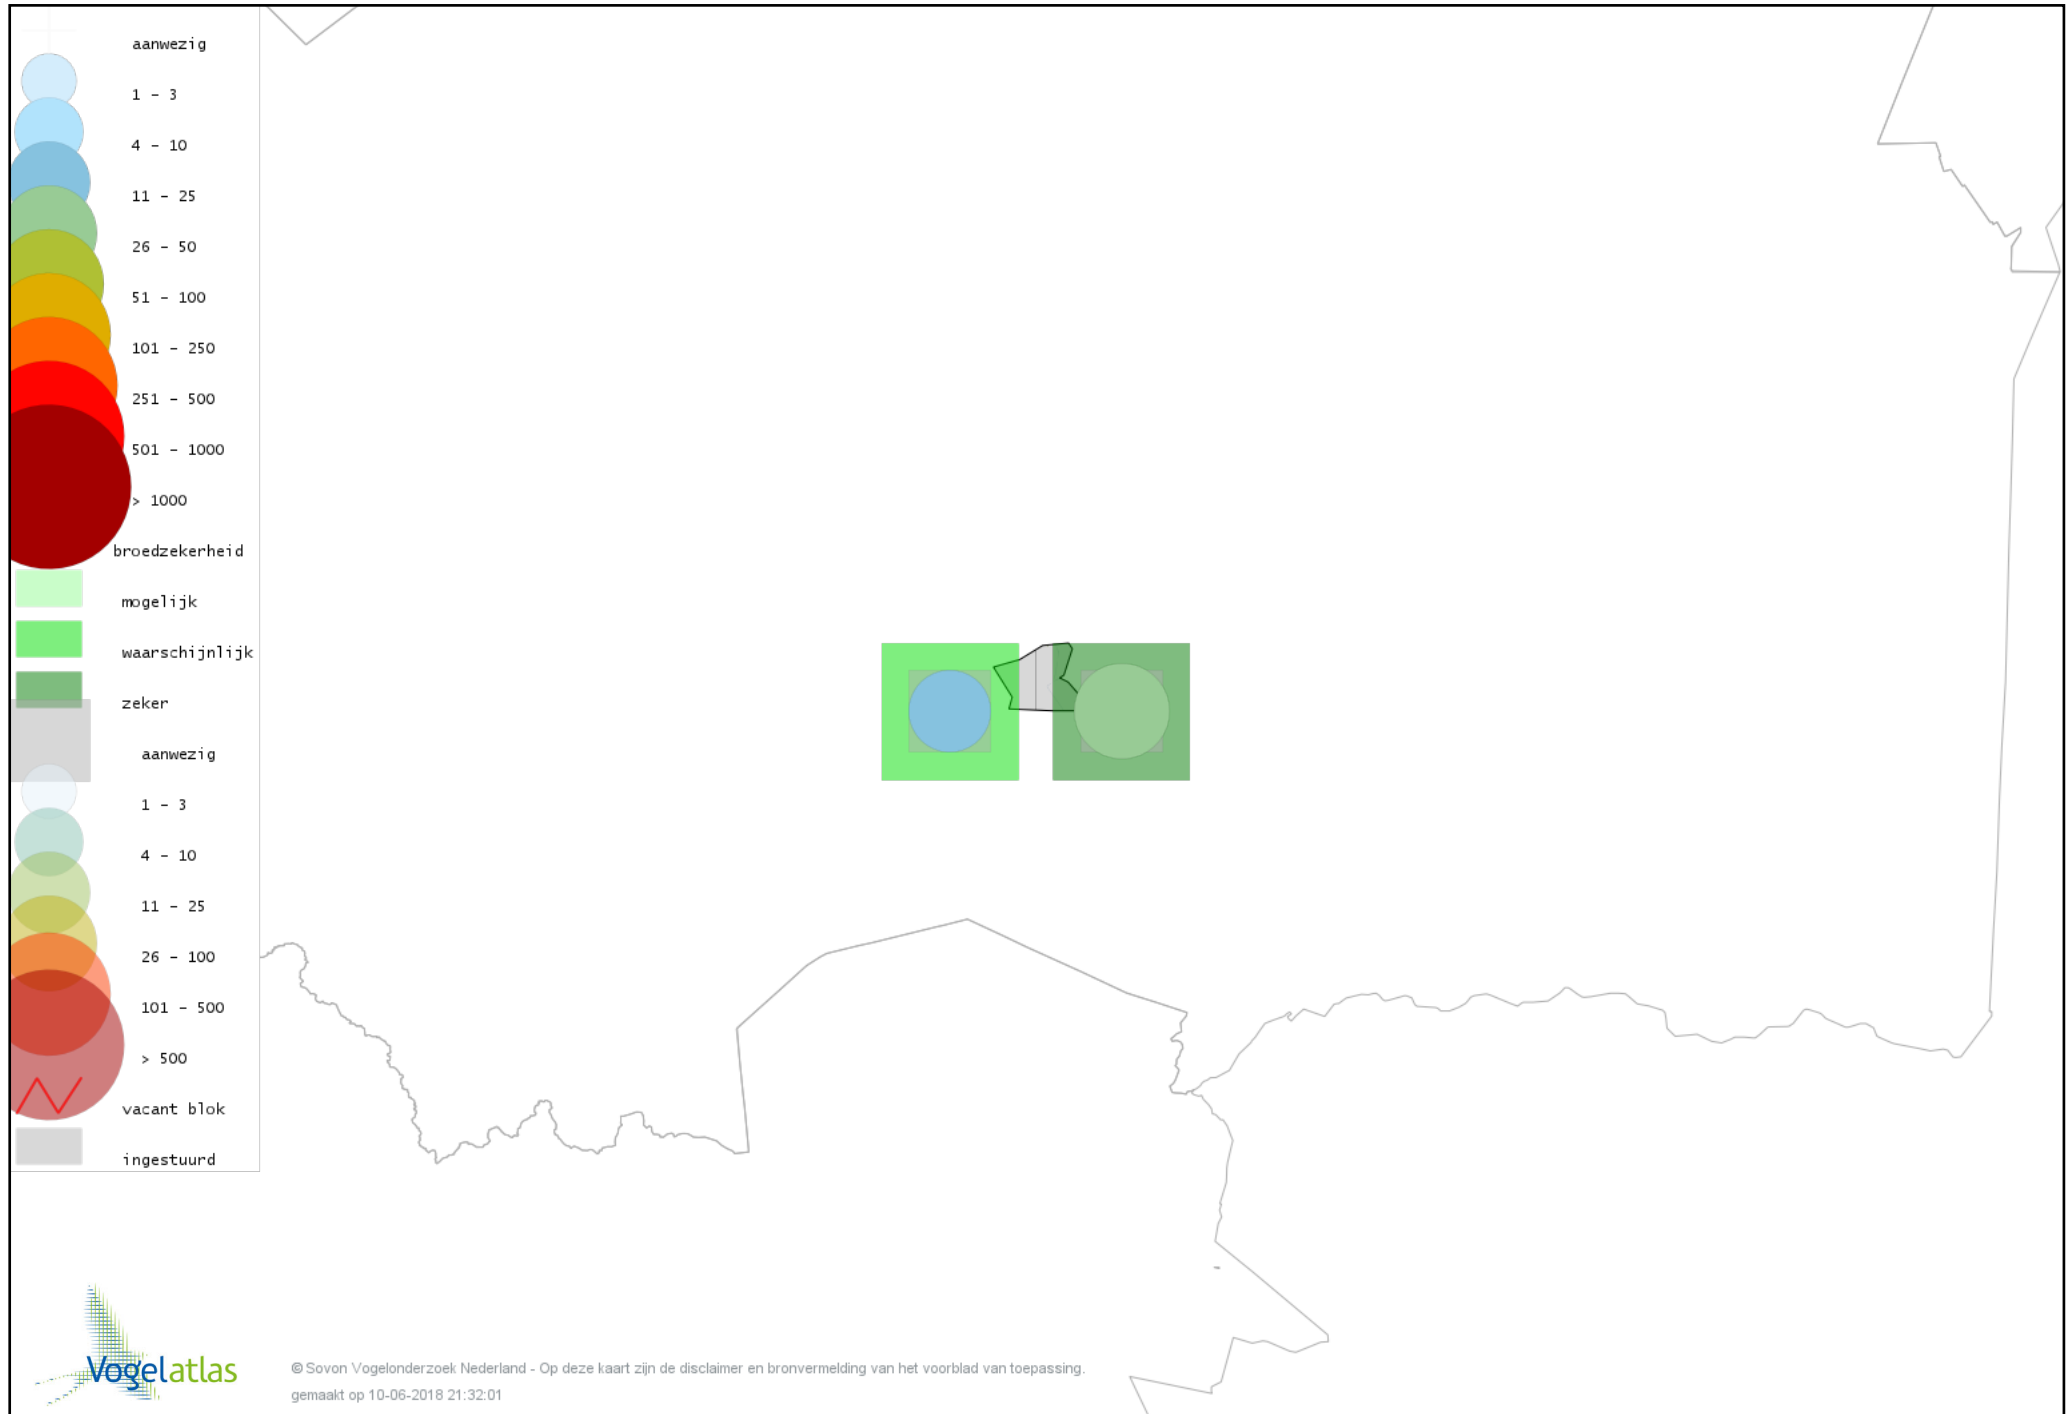 aanwezig
1 - 3
4 - 10
11 - 25
26 - 50
51 - 100
101 - 250
251 - 500
501 - 1000
> 1000
broedzekerheid
mogelijk
waarschijnlijk
zeker
aanwezig
1 - 3
4 - 10
11 - 25
26 - 100
101 - 500
> 500
vacant blok
ingestuurd
Vogelatlas
© Sovon Vogelonderzoek Nederland - Op deze kaart zijn de disclaimer en bronvermelding van het voorblad van toepassing.
gemaakt op 10-06-2018 21:32:01